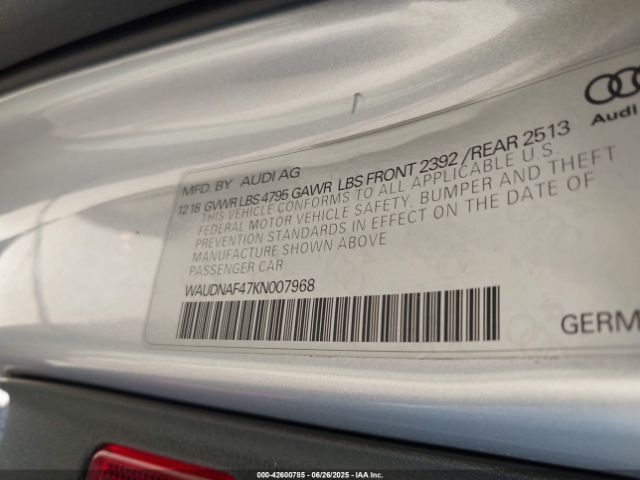 Audi
MFD. BY AUDI AG
12 18 GVWR LBS 4795 GAWR LBS FRONT 2392 / REAR 2513
THIS VEHICLE CONFORMS TO ALL APPLICABLE U.S.
FEDERAL MOTOR VEHICLE SAFETY, BUMPER AND THEFT
PREVENTION STANDARDS IN EFFECT ON THE DATE OF
MANUFACTURE SHOWN ABOVE
PASSENGER CAR
WAUDNAF47KN007968
GERM
000-42600785 | 06/26/2025 | IAA Inc.